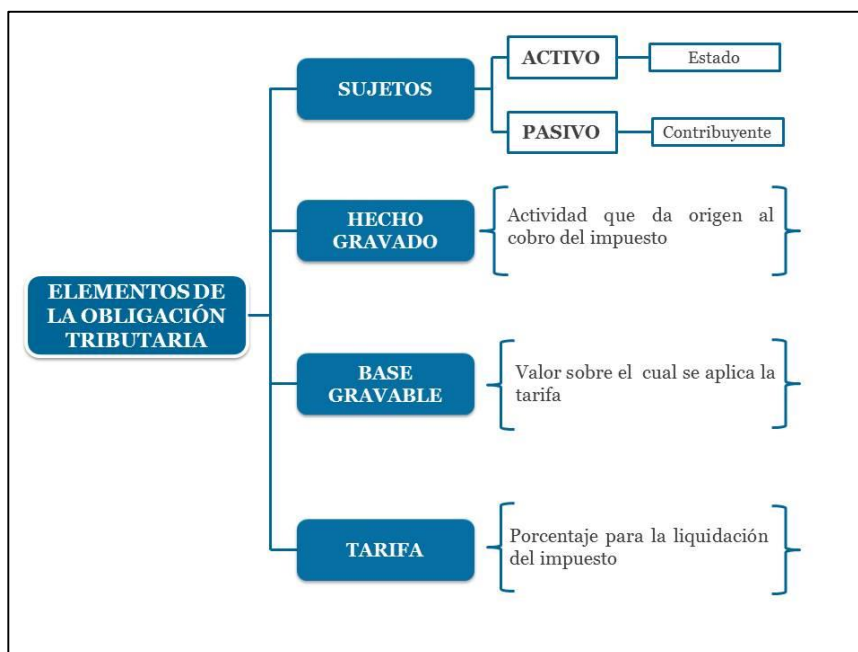 ELEMENTOS DE
LA OBLIGACIÓN
TRIBUTARIA
SUJETOS
ACTIVO
Estado
PASIVO
Contribuyente
HECHO
GRAVADO
Actividad que da origen al
cobro del impuesto
BASE
GRAVABLE
Valor sobre el cual se aplica la
tarifa
TARIFA
Porcentaje para la liquidación
del impuesto